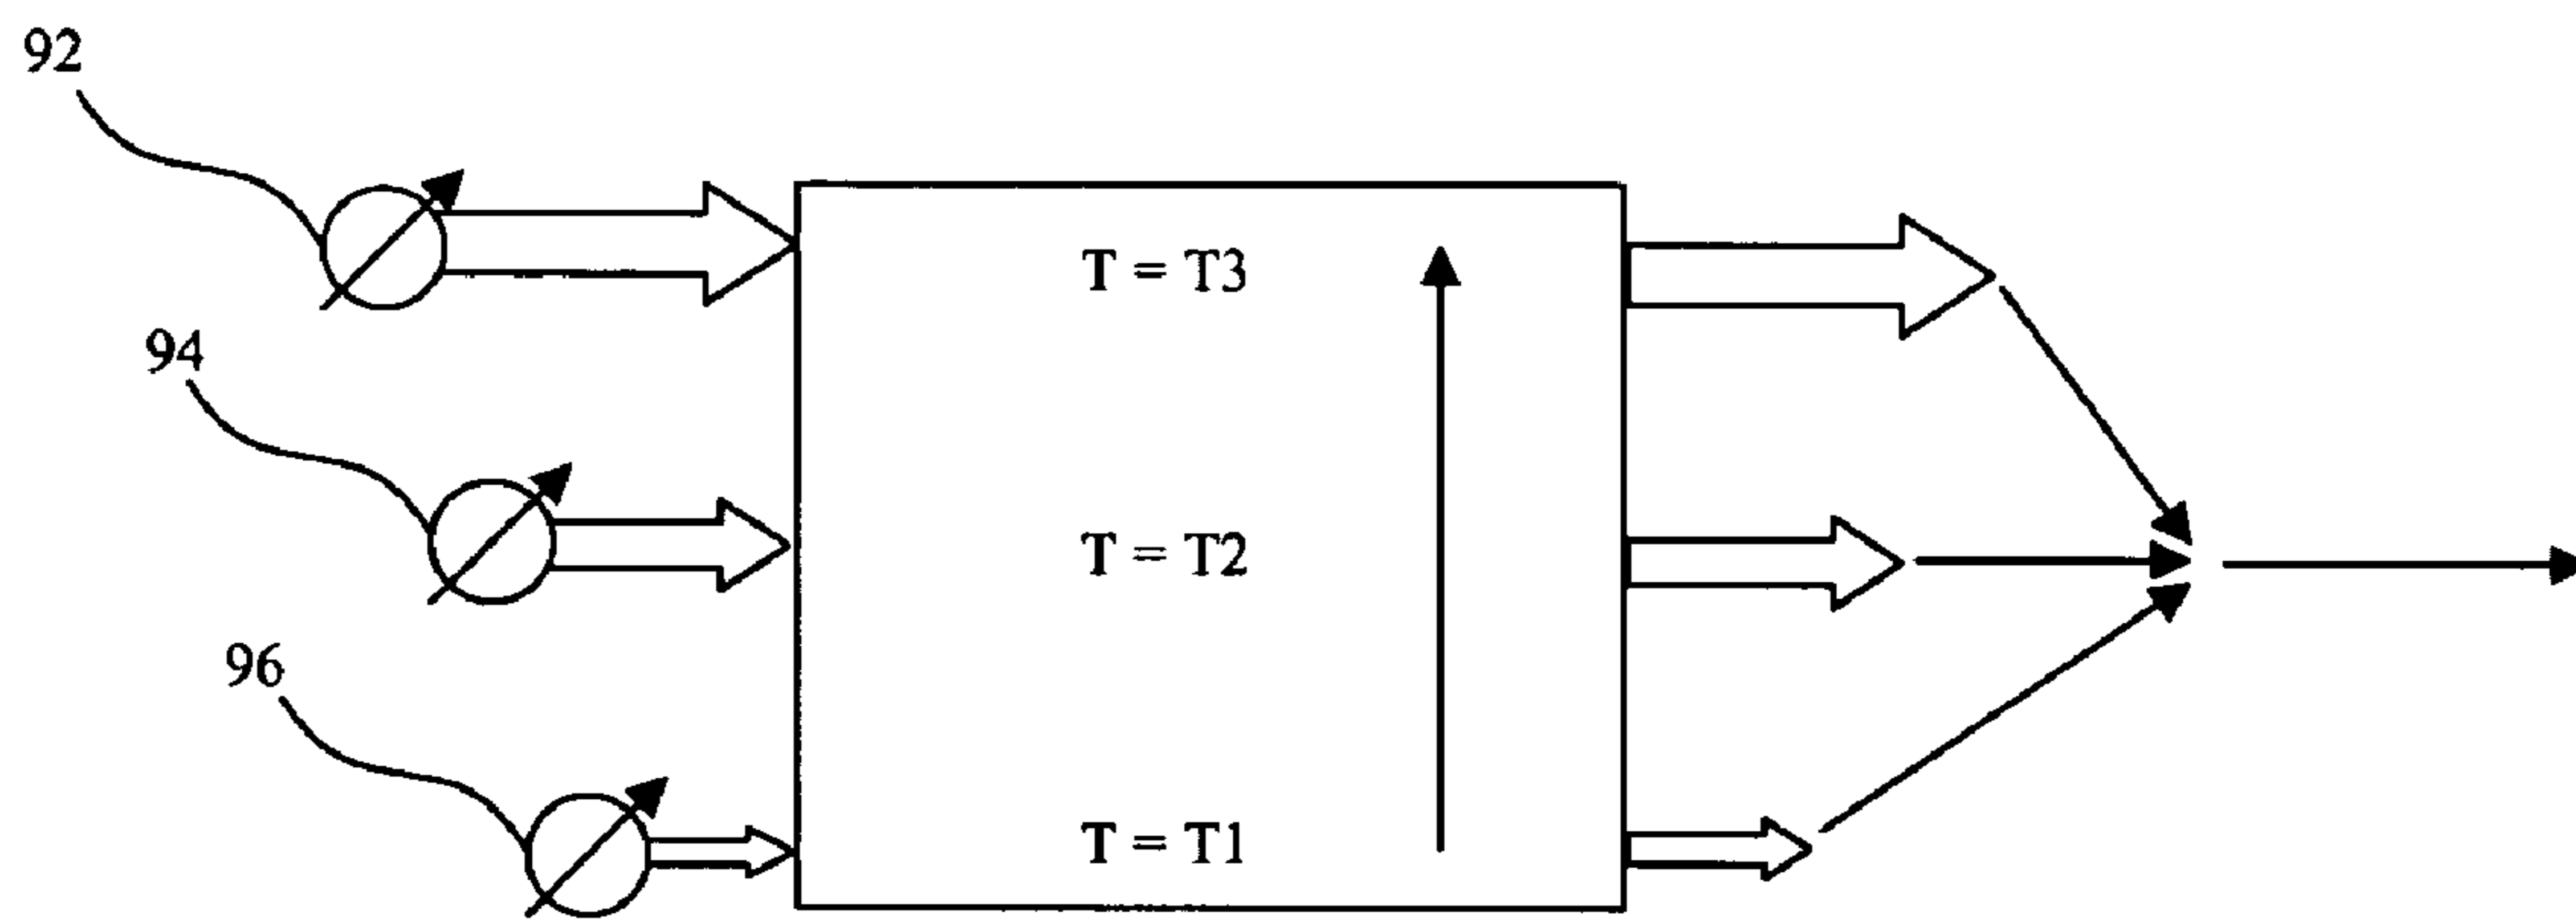 92
T = T3
94
T = T2
96
T = T1